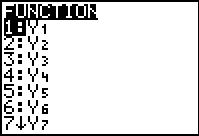 FUNCTION
1:Y₁
2:Y₂
3:Y₃
4:Y₄
5:Y₅
6:Y₆
7↓Y₇